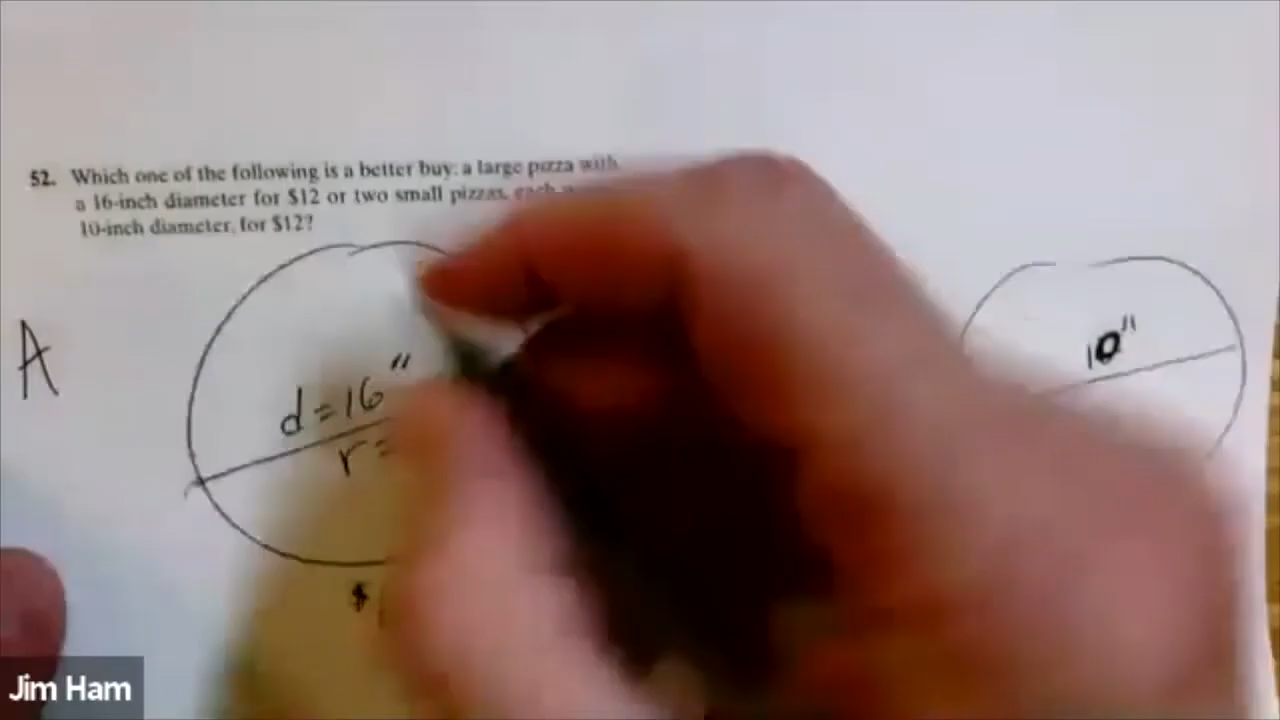 52. Which one of the following is a better buy: a large pizza with
a 16-inch diameter for $12 or two small pizzas, each
10-inch diameter, for $12?
A
d=16"
r=
10"
$
Jim Ham